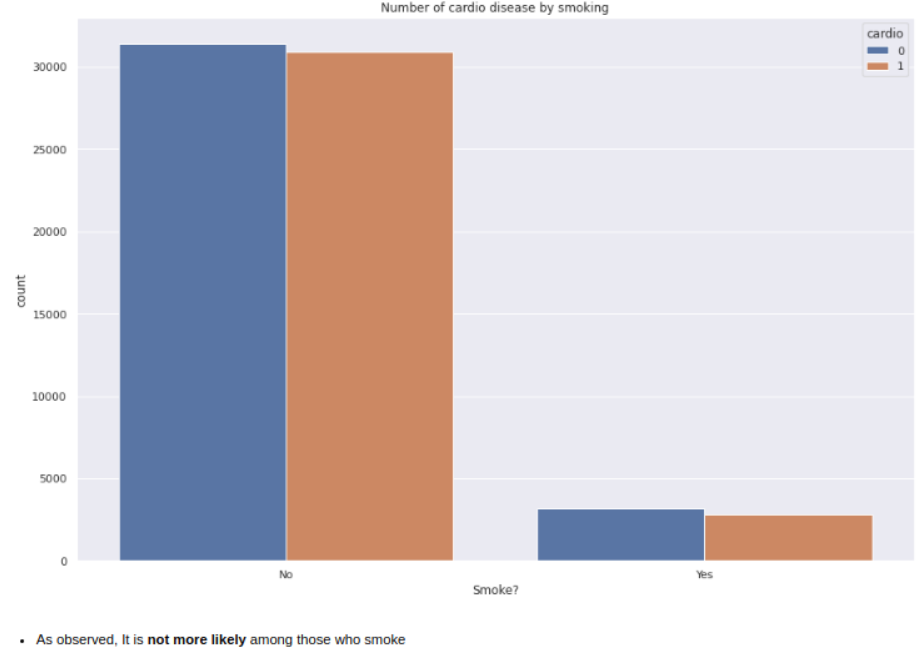 Number of cardio disease by smoking
cardio
0
1
30000
25000
20000
15000
10000
5000
0
count
No
Yes
Smoke?
• As observed, It is not more likely among those who smoke